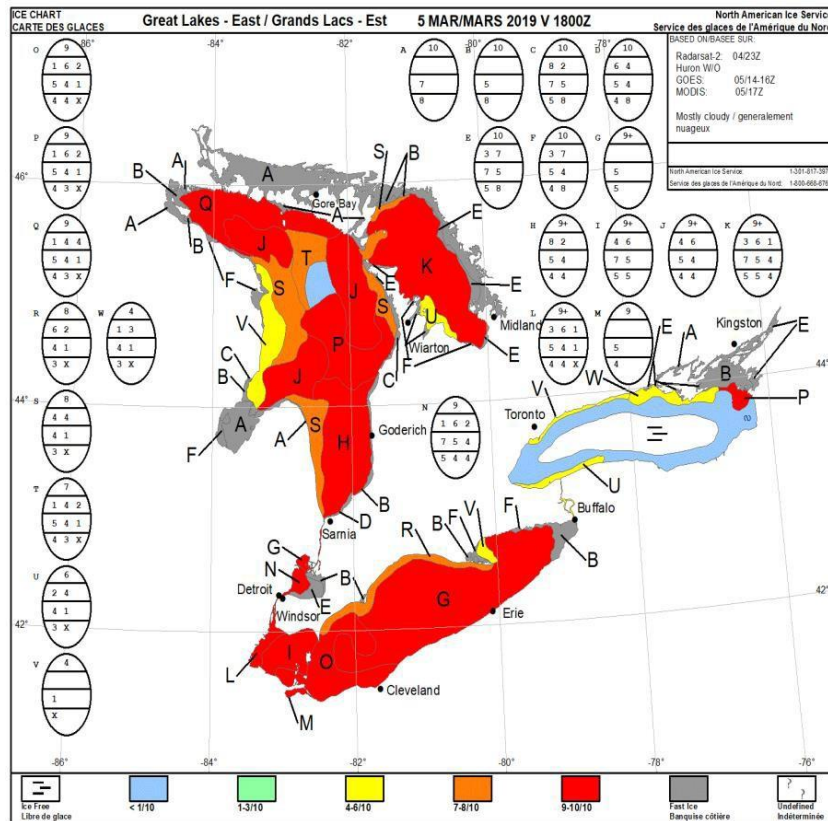 ICE CHART
CARTE DES GLACES
Great Lakes - East / Grands Lacs - Est 5 MAR/MARS 2019 V 1800Z
North American Ice Service
Service des glaces de l'Amérique du Nord
BASED ON/BASEE SUR:
Radarsat-2: 04/23Z
Huron W/O
GOES: 05/14-16Z
MODIS: 05/17Z
Mostly cloudy / generalement
nuageux
North American Ice Service:
Service des glaces de l'Amérique du Nord:
-86° -84° -82° -80° -78°
A
10
7
8
B
10
5
8
C
10
8 2
7 5
5 8
D
10
6 4
5 4
4 8
E
10
3 7
7 5
5 8
F
10
3 7
5 4
4 8
G
9+
5
5
H
9+
8 2
5 4
4 4
I
9+
4 6
7 5
5 5
J
9+
4 6
5 4
4 4
K
9+
3 6 1
7 5 4
5 5 4
L
9+
3 6 1
5 4 1
4 4 X
M
9
5
4
N
9
1 6 2
7 5 4
5 4 4
O
9
1 6 2
5 4 1
4 4 X
P
9
1 6 2
5 4 1
4 3 X
Q
9
1 4 4
5 4 1
4 3 X
R
8
6 2
4 1
3 X
W
4
1 3
4 1
3 X
S
8
4 4
4 1
3 X
T
7
1 4 2
5 4 1
4 3 X
U
6
2 4
4 1
3 X
V
4
1
X
46°
A
B
A
Q
A
Gore Bay
A
S
B
E
J
T
K
F
S
E
E
J
S
U
Midland
V
P
Wiarton
E
F
C
J
C
B
44°
A
F
A
S
H
Goderich
B
D
Sarnia
Kingston
E
A
E
B
W
V
P
Toronto
U
44°
Buffalo
G
N
Detroit
Windsor
E
B
R
B
F
V
F
B
G
Erie
42°
42°
L
I
O
M
Cleveland
-86° -84° -82° -80° -78° -76°
Ice Free
Libre de glace
< 1/10
1-3/10
4-6/10
7-8/10
9-10/10
Fast Ice
Banquise côtière
Undefined
Indéterminée